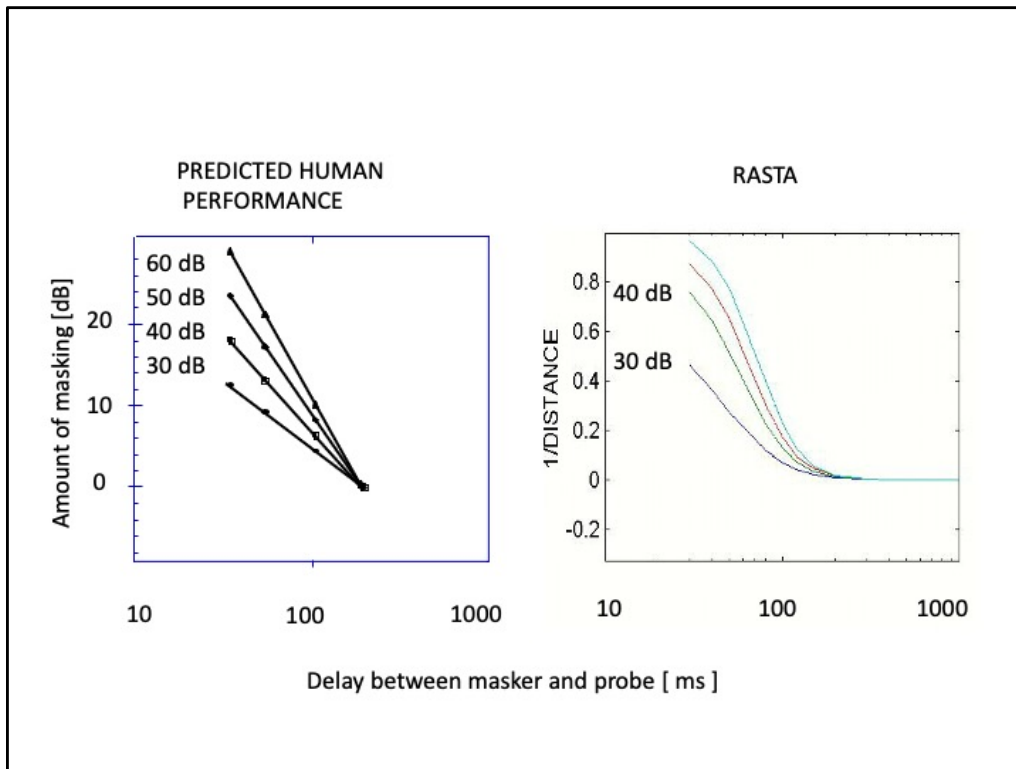 PREDICTED HUMAN
PERFORMANCE
Amount of masking [dB]
20
10
0
60 dB
50 dB
40 dB
30 dB
10
100
1000
RASTA
1/DISTANCE
0.8
0.6
0.4
0.2
0
-0.2
40 dB
30 dB
10
100
1000
Delay between masker and probe [ ms ]